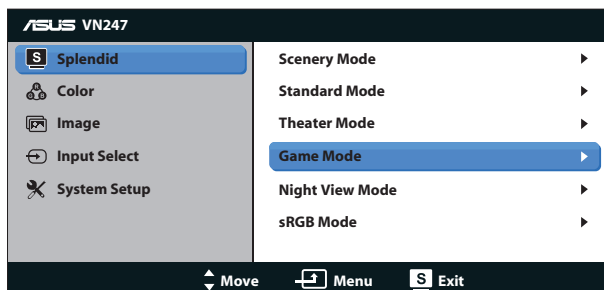 ASUS VN247
S Splendid
Color
Image
Input Select
System Setup
Scenery Mode
Standard Mode
Theater Mode
Game Mode
Night View Mode
sRGB Mode
Move Menu S Exit